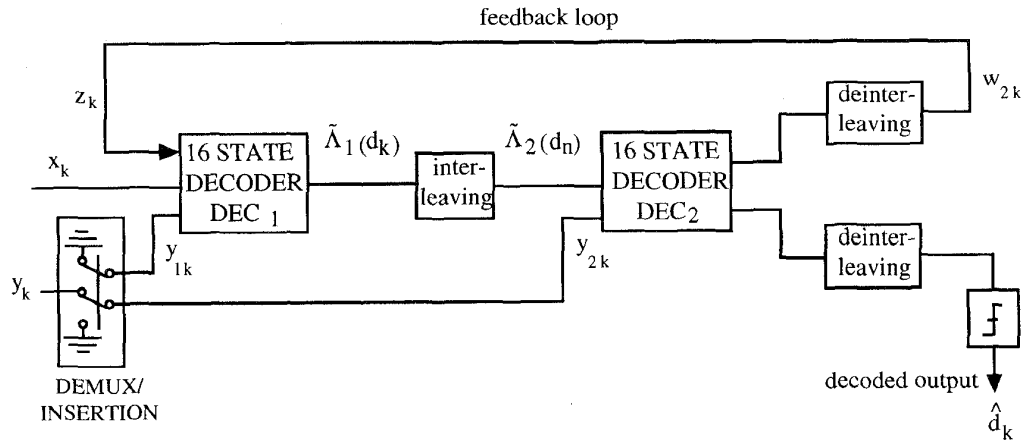 feedback loop
z_k
w_2k
deinter-
leaving
x_k
16 STATE
DECODER
DEC_1
Λ̃_1(d_k)
inter-
leaving
Λ̃_2(d_n)
16 STATE
DECODER
DEC_2
y_1k
y_2k
deinter-
leaving
y_k
DEMUX/
INSERTION
decoded output
d̂_k